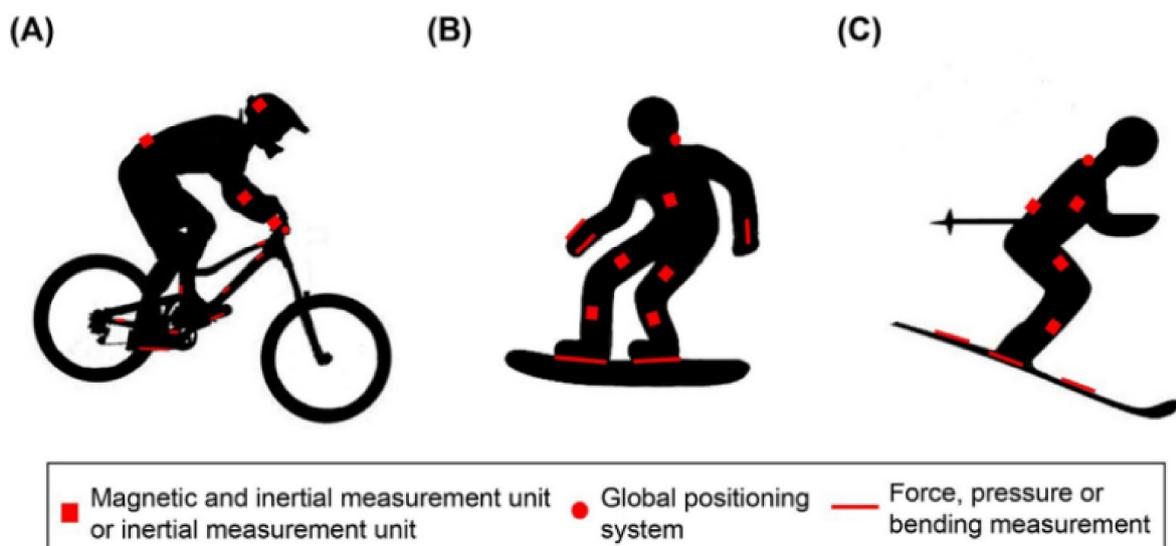 (A) (B) (C)
Magnetic and inertial measurement unit
or inertial measurement unit
Global positioning
system
Force, pressure or
bending measurement